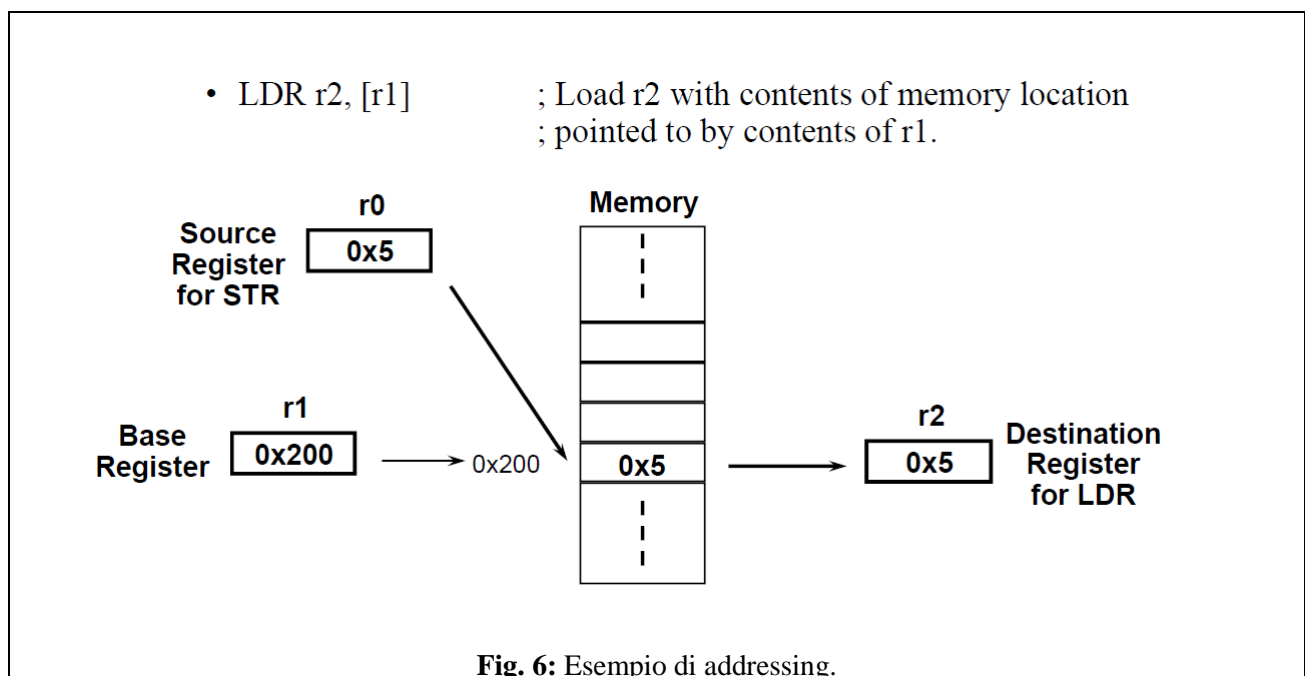 • LDR r2, [r1] ; Load r2 with contents of memory location
; pointed to by contents of r1.
Memory
r0
Source
Register
for STR
0x5
r1
Base
Register
0x200
0x200
0x5
r2
0x5
Destination
Register
for LDR
Fig. 6: Esempio di addressing.